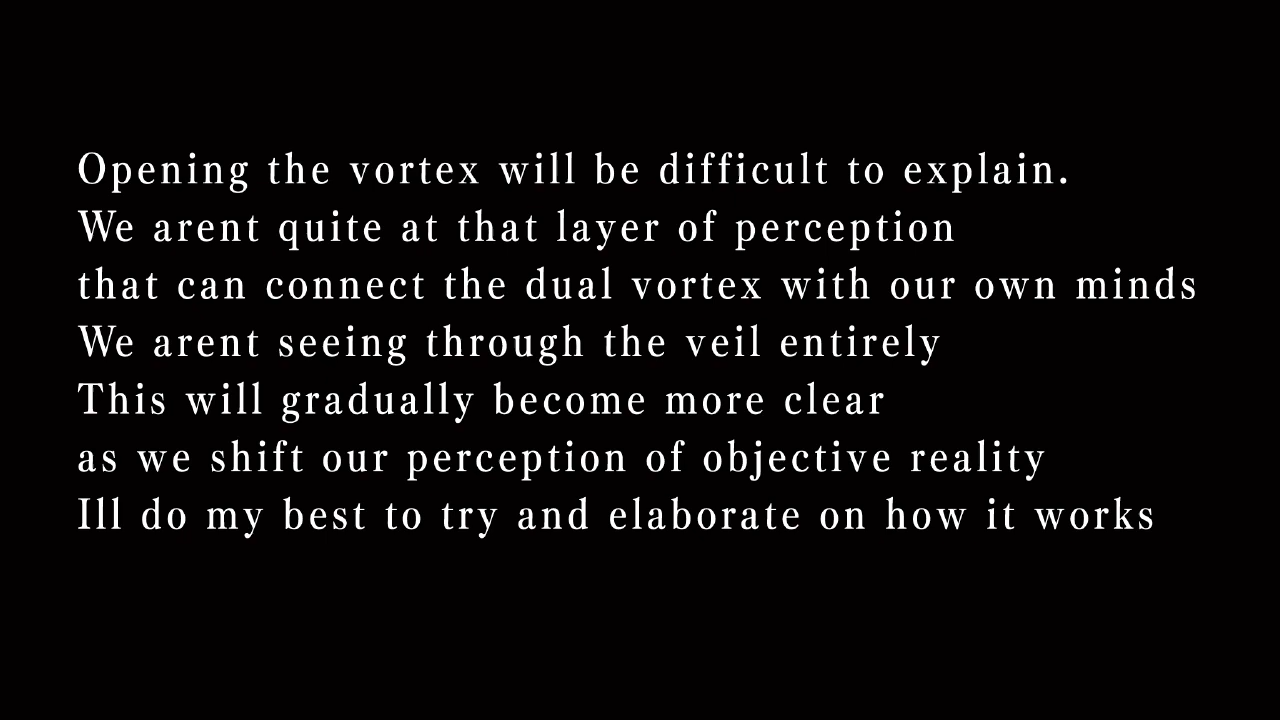 Opening the vortex will be difficult to explain.
We arent quite at that layer of perception
that can connect the dual vortex with our own minds
We arent seeing through the veil entirely
This will gradually become more clear
as we shift our perception of objective reality
Ill do my best to try and elaborate on how it works